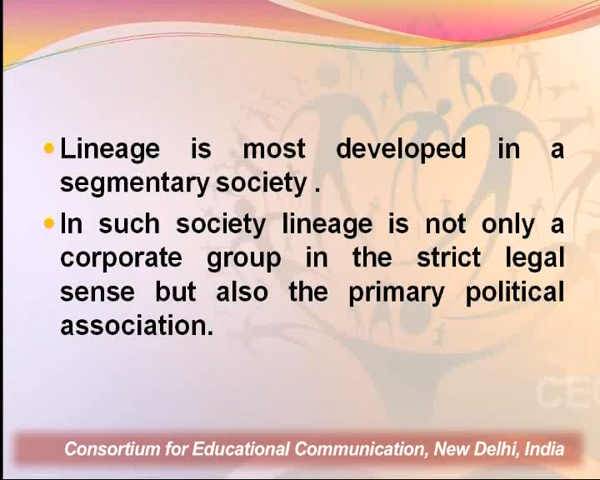 Lineage is most developed in a
segmentary society .
In such society lineage is not only a
corporate group in the strict legal
sense but also the primary political
association.
CEC
Consortium for Educational Communication, New Delhi, India